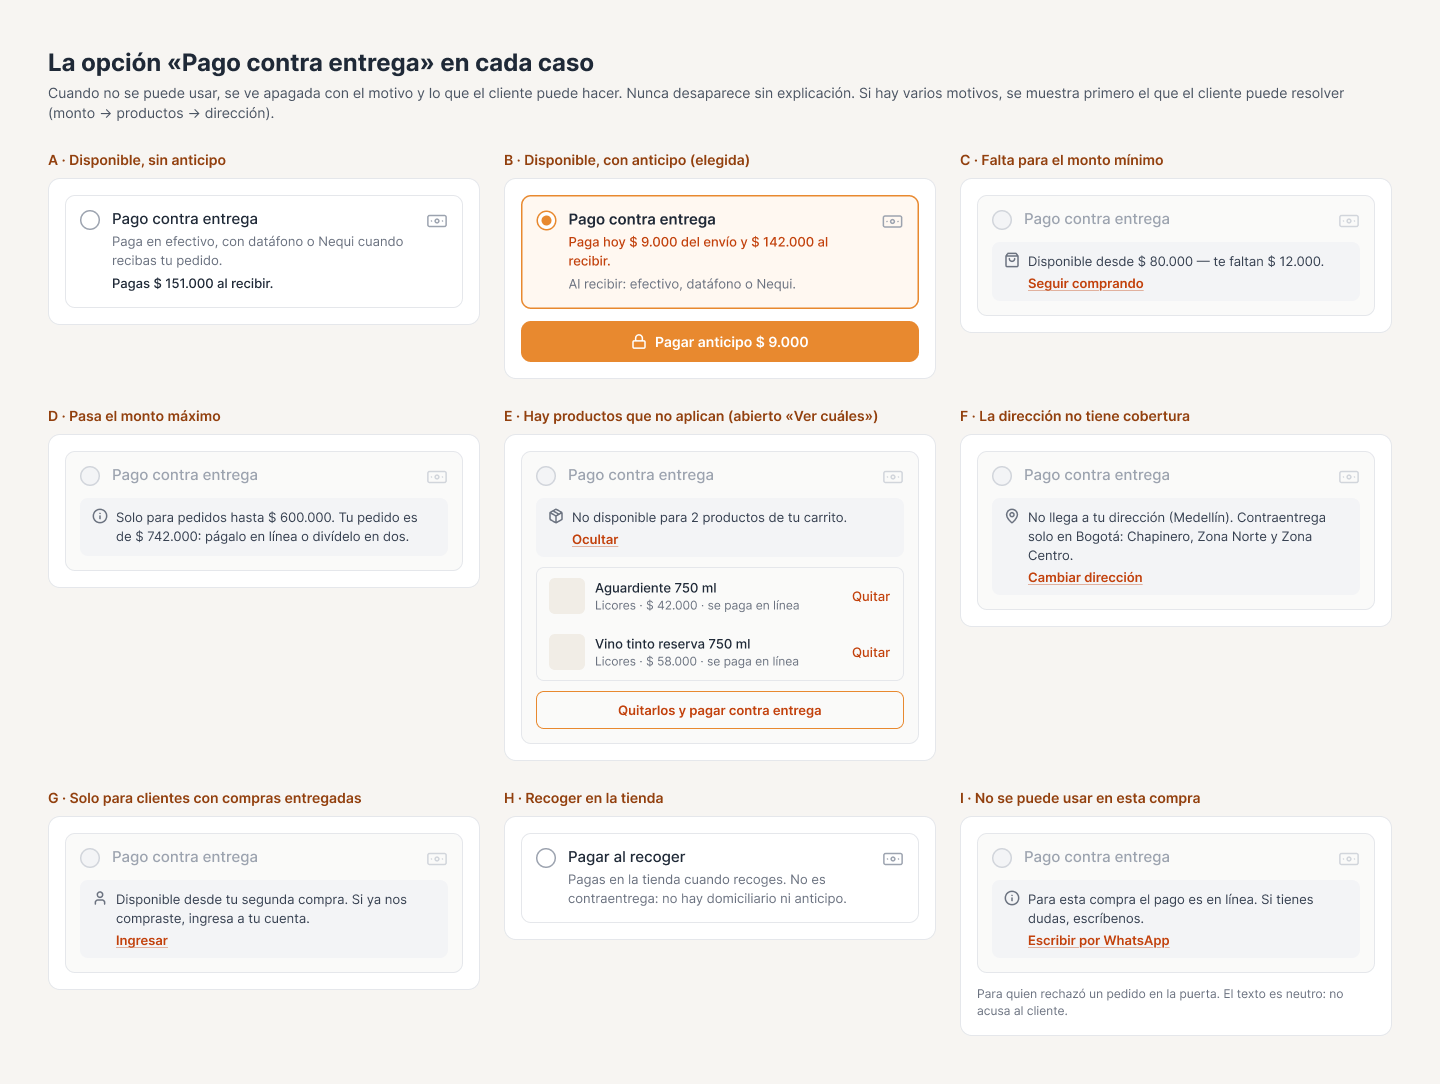 La opción «Pago contra entrega» en cada caso
Cuando no se puede usar, se ve apagada con el motivo y lo que el cliente puede hacer. Nunca desaparece sin explicación. Si hay varios motivos, se muestra primero el que el cliente puede resolver
(monto → productos → dirección).
A · Disponible, sin anticipo
Pago contra entrega
Paga en efectivo, con datáfono o Nequi cuando
recibas tu pedido.
Pagas $ 151.000 al recibir.
B · Disponible, con anticipo (elegida)
Pago contra entrega
Paga hoy $ 9.000 del envío y $ 142.000 al
recibir.
Al recibir: efectivo, datáfono o Nequi.
Pagar anticipo $ 9.000
C · Falta para el monto mínimo
Pago contra entrega
Disponible desde $ 80.000 — te faltan $ 12.000.
Seguir comprando
D · Pasa el monto máximo
Pago contra entrega
Solo para pedidos hasta $ 600.000. Tu pedido es
de $ 742.000: págalo en línea o divídelo en dos.
E · Hay productos que no aplican (abierto «Ver cuáles»)
Pago contra entrega
No disponible para 2 productos de tu carrito.
Ocultar
Aguardiente 750 ml
Licores · $ 42.000 · se paga en línea
Quitar
Vino tinto reserva 750 ml
Licores · $ 58.000 · se paga en línea
Quitar
Quitarlos y pagar contra entrega
F · La dirección no tiene cobertura
Pago contra entrega
No llega a tu dirección (Medellín). Contraentrega
solo en Bogotá: Chapinero, Zona Norte y Zona
Centro.
Cambiar dirección
G · Solo para clientes con compras entregadas
Pago contra entrega
Disponible desde tu segunda compra. Si ya nos
compraste, ingresa a tu cuenta.
Ingresar
H · Recoger en la tienda
Pagar al recoger
Pagas en la tienda cuando recoges. No es
contraentrega: no hay domiciliario ni anticipo.
I · No se puede usar en esta compra
Pago contra entrega
Para esta compra el pago es en línea. Si tienes
dudas, escríbenos.
Escribir por WhatsApp
Para quien rechazó un pedido en la puerta. El texto es neutro: no
acusa al cliente.